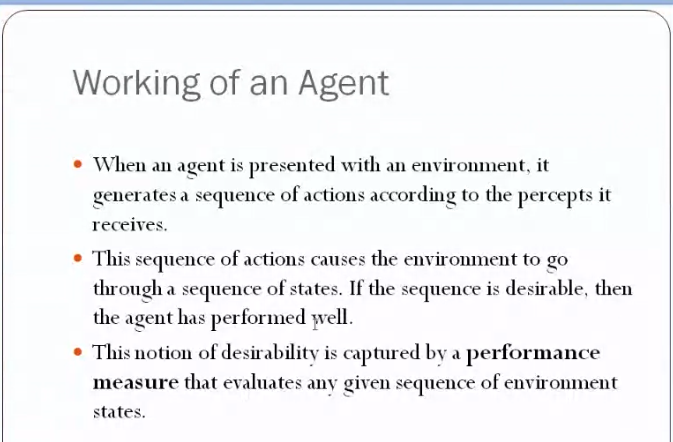 Working of an Agent
• When an agent is presented with an environment, it
generates a sequence of actions according to the percepts it
receives.
• This sequence of actions causes the environment to go
through a sequence of states. If the sequence is desirable, then
the agent has performed well.
• This notion of desirability is captured by a performance
measure that evaluates any given sequence of environment
states.